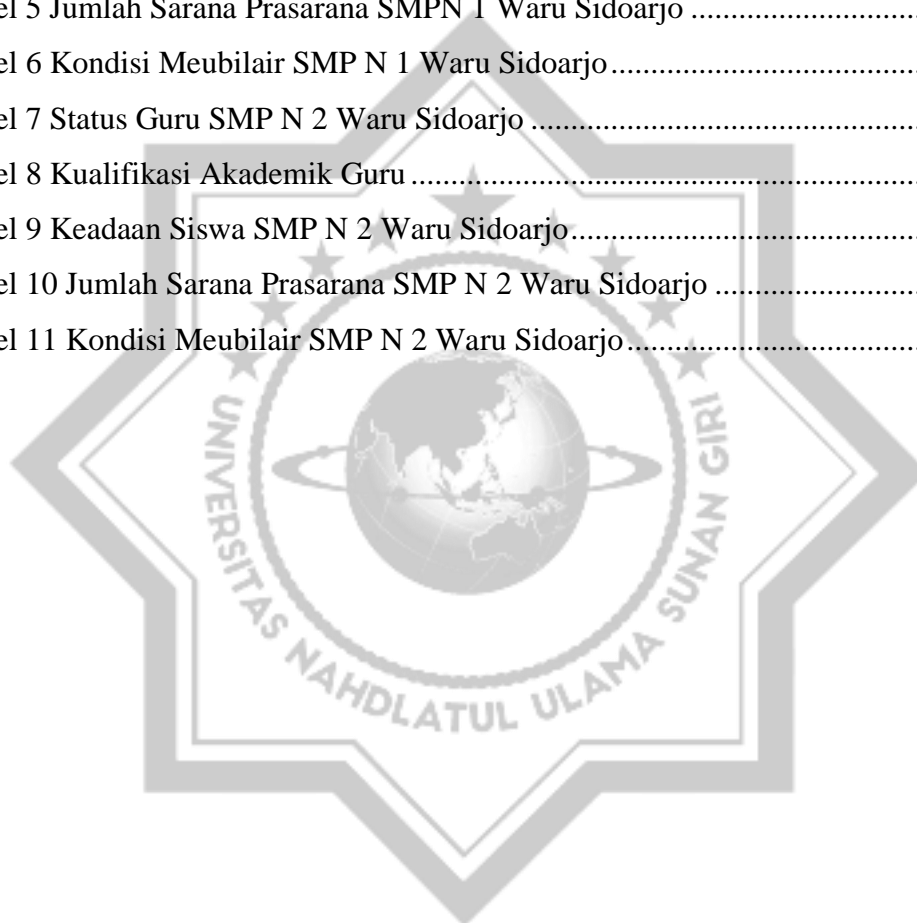 el 5 Jumlah Sarana Prasarana SMPN 1 Waru Sidoarjo ............................
el 6 Kondisi Meubilair SMP N 1 Waru Sidoarjo.......................................
el 7 Status Guru SMP N 2 Waru Sidoarjo .................................................
el 8 Kualifikasi Akademik Guru ................................................................
el 9 Keadaan Siswa SMP N 2 Waru Sidoarjo............................................
el 10 Jumlah Sarana Prasarana SMP N 2 Waru Sidoarjo ..........................
el 11 Kondisi Meubilair SMP N 2 Waru Sidoarjo.....................................
UNIVERSITAS NAHDLATUL ULAMA SUNAN GIRI